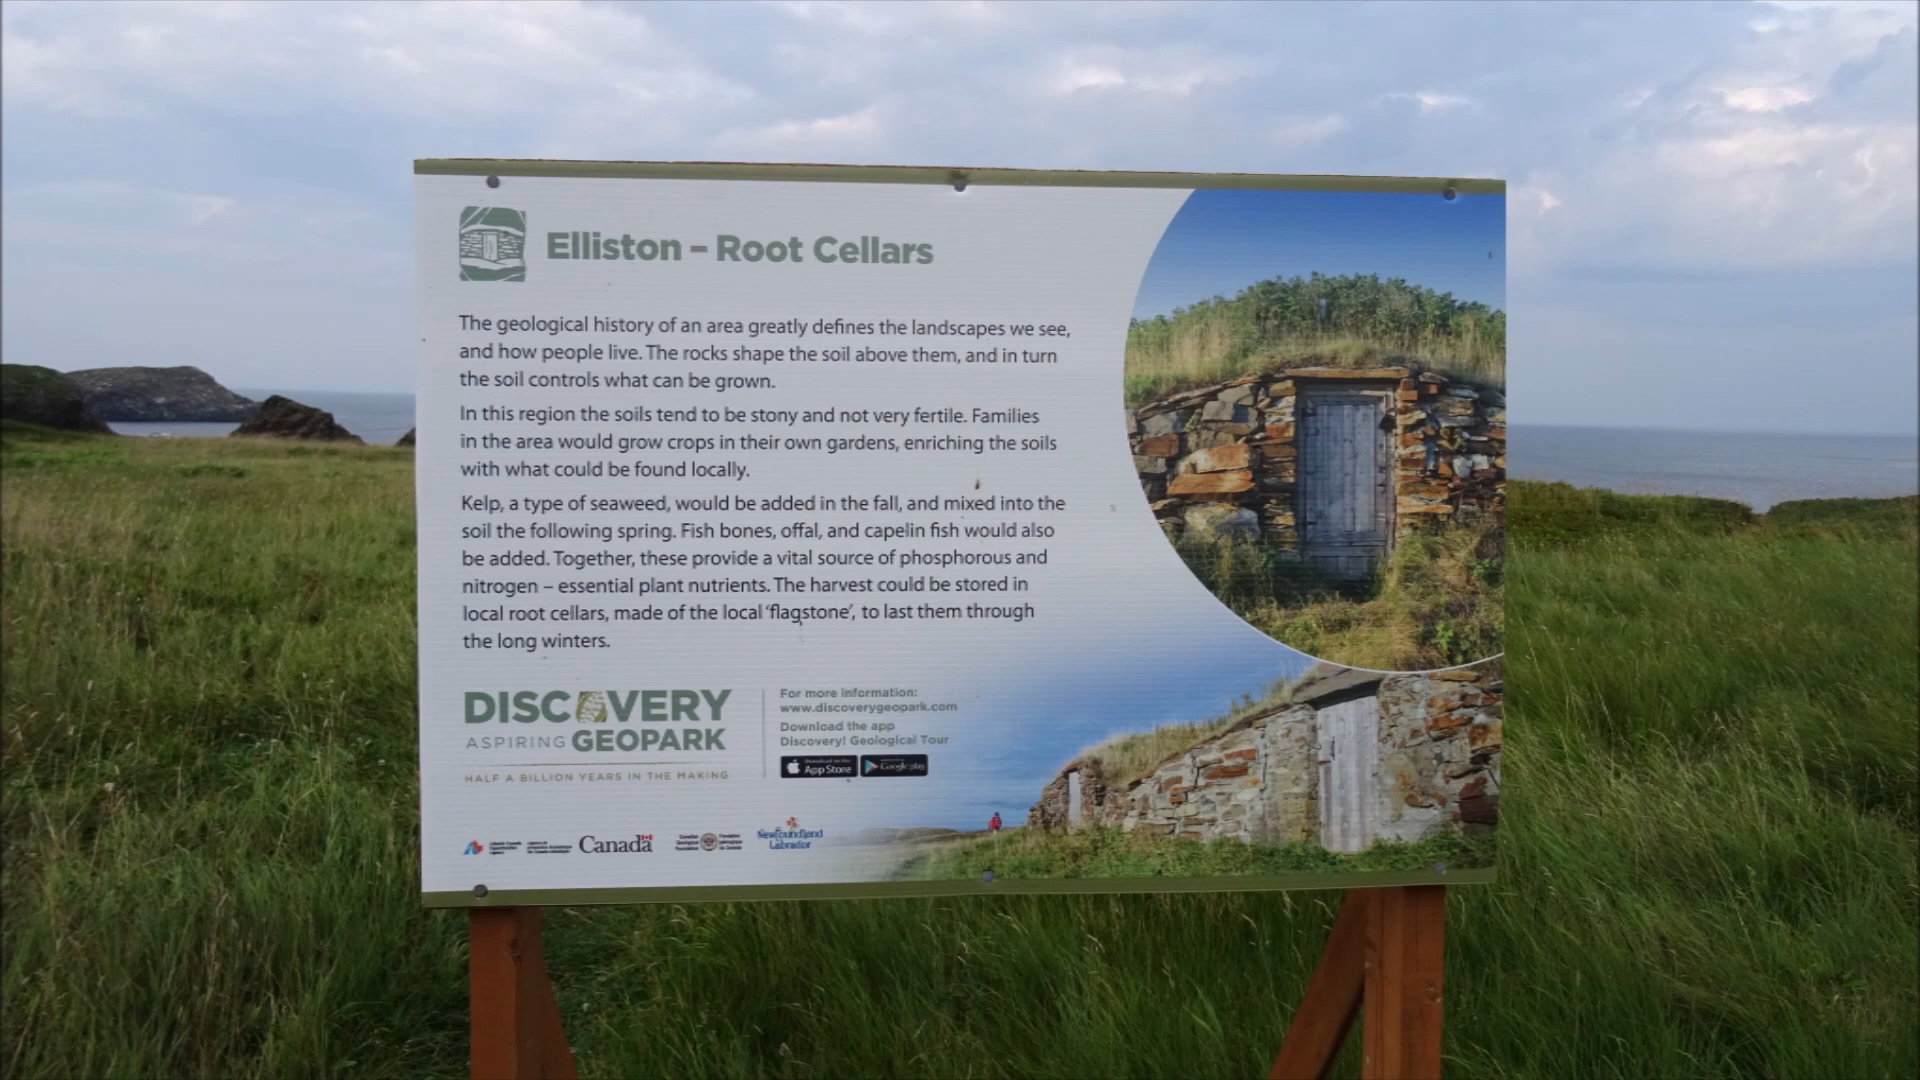 Elliston – Root Cellars
The geological history of an area greatly defines the landscapes we see,
and how people live. The rocks shape the soil above them, and in turn
the soil controls what can be grown.
In this region the soils tend to be stony and not very fertile. Families
in the area would grow crops in their own gardens, enriching the soils
with what could be found locally.
Kelp, a type of seaweed, would be added in the fall, and mixed into the
soil the following spring. Fish bones, offal, and capelin fish would also
be added. Together, these provide a vital source of phosphorous and
nitrogen – essential plant nutrients. The harvest could be stored in
local root cellars, made of the local ‘flagstone’, to last them through
the long winters.
DISCOVERY
ASPIRING GEOPARK
HALF A BILLION YEARS IN THE MAKING
For more information:
www.discoverygeopark.com
Download the app
Discovery! Geological Tour
App Store
Google play
Canada
Newfoundland
Labrador